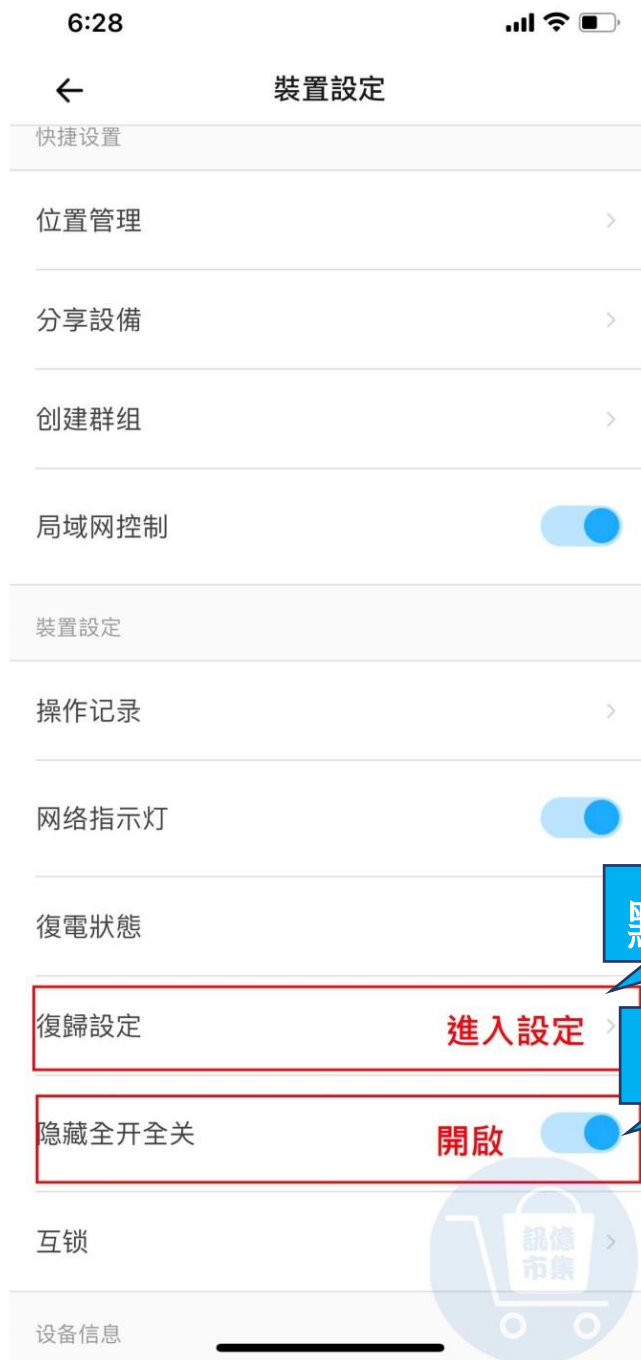 6:28
裝置設定
快捷设置
位置管理
分享設備
创建群组
局域网控制
裝置設定
操作记录
网络指示灯
復電狀態
復歸設定 進入設定
隐藏全开全关 開啟
互锁
訊億
市集
设备信息